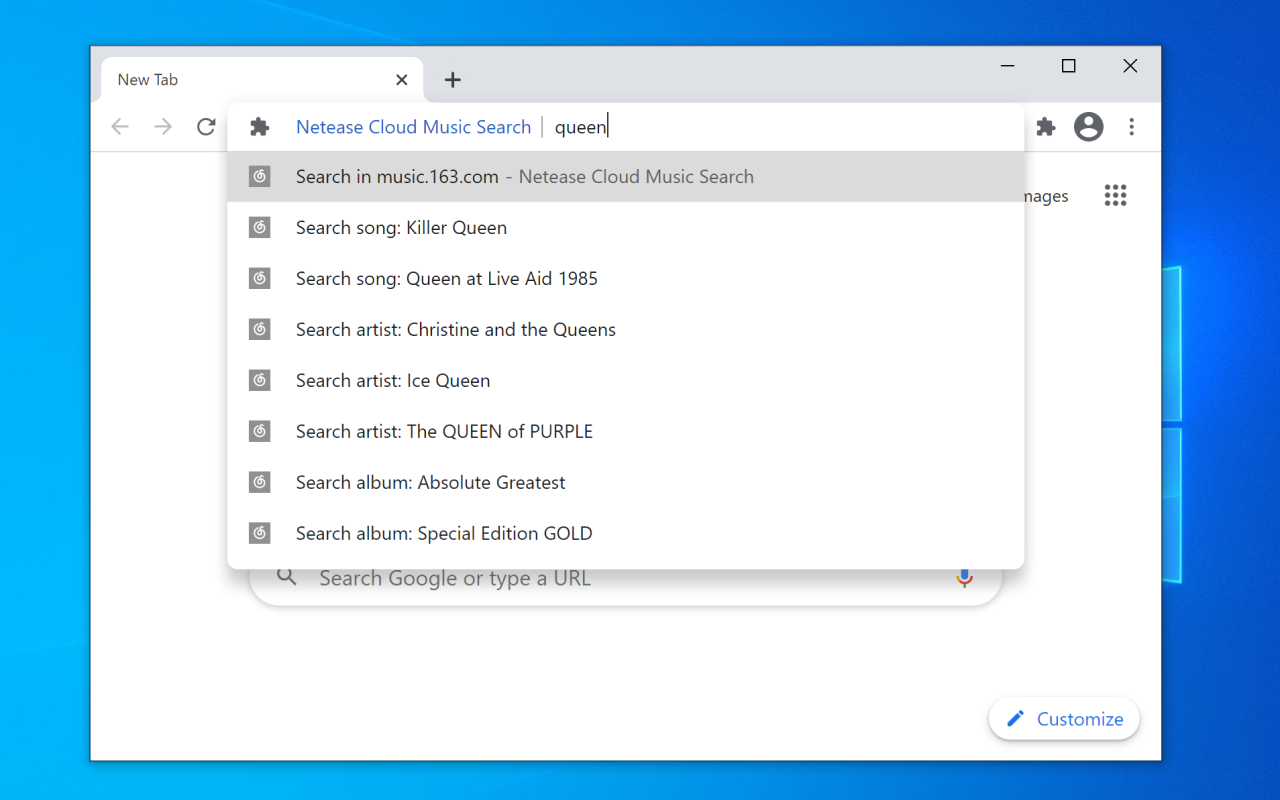 New Tab
Netease Cloud Music Search | queen
Search in music.163.com - Netease Cloud Music Search
mages
Search song: Killer Queen
Search song: Queen at Live Aid 1985
Search artist: Christine and the Queens
Search artist: Ice Queen
Search artist: The QUEEN of PURPLE
Search album: Absolute Greatest
Search album: Special Edition GOLD
Search Google or type a URL
Customize